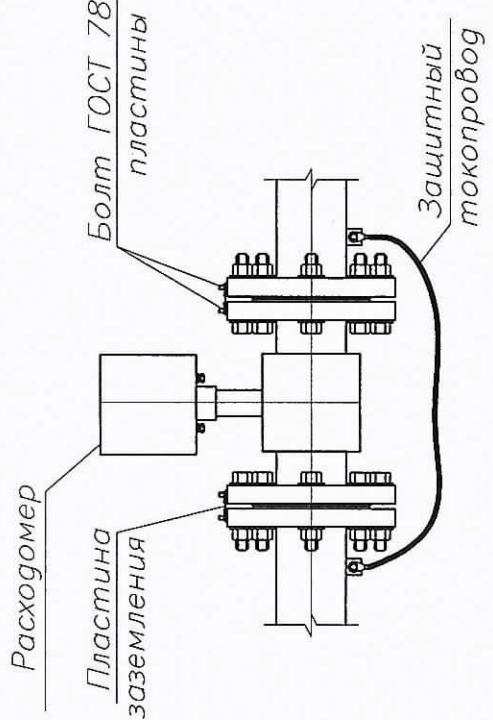 Расходомер
Пластина
заземления
Болт ГОСТ 78
пластины
Защитный
токопровод